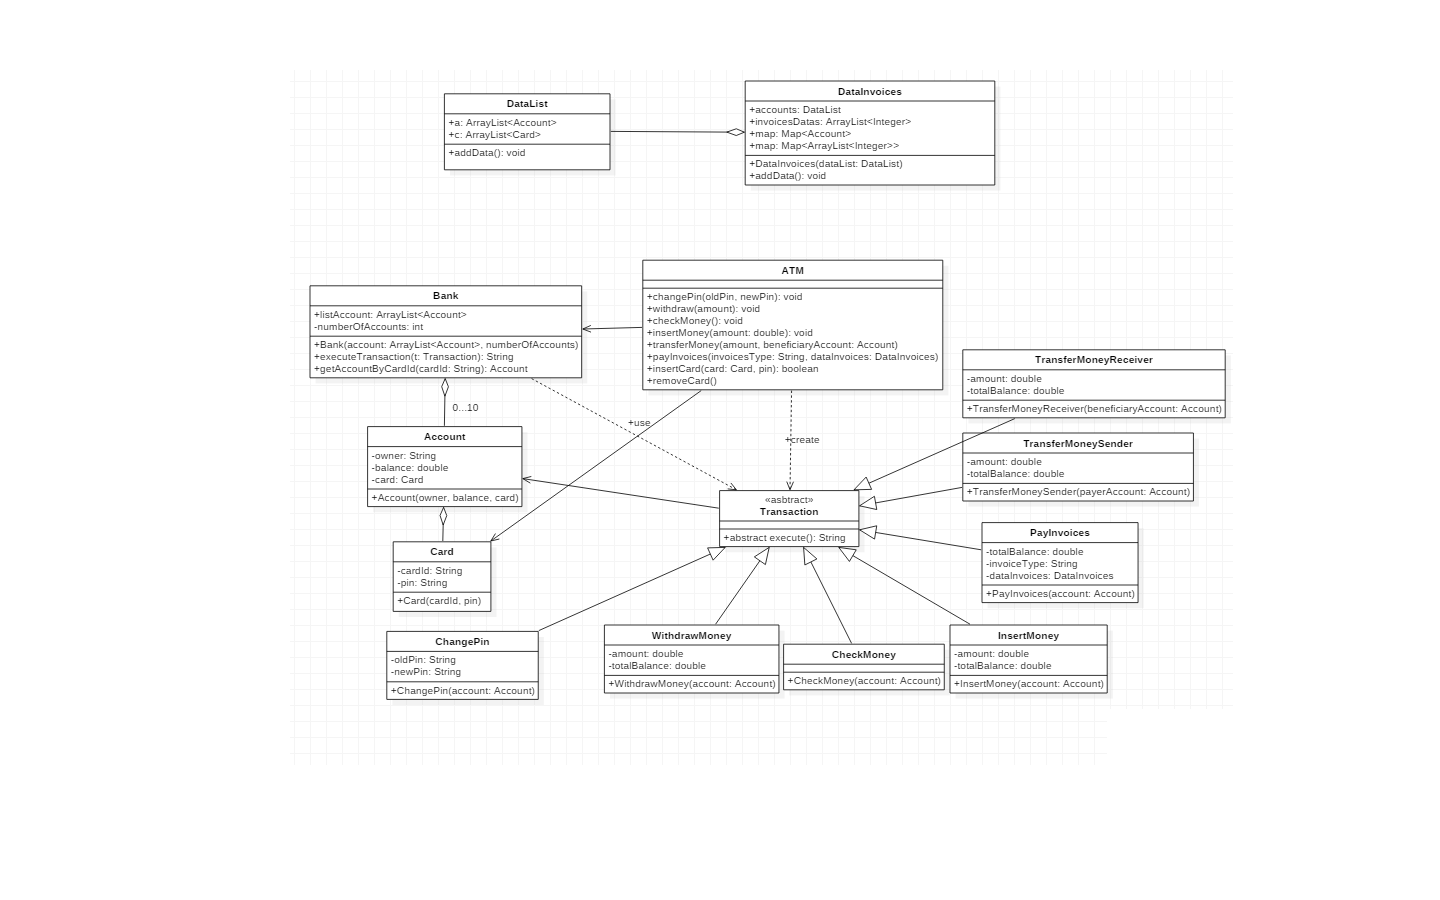 DataList
+a: ArrayList<Account>
+c: ArrayList<Card>
+addData(): void
DataInvoices
+accounts: DataList
+invoicesDatas: ArrayList<Integer>
+map: Map<Account>
+map: Map<ArrayList<Integer>>
+DataInvoices(dataList: DataList)
+addData(): void
Bank
+listAccount: ArrayList<Account>
-numberOfAccounts: int
+Bank(account: ArrayList<Account>, numberOfAccounts)
+executeTransaction(t: Transaction): String
+getAccountByCardId(cardId: String): Account
ATM
+changePin(oldPin, newPin): void
+withdraw(amount): void
+checkMoney(): void
+insertMoney(amount: double): void
+transferMoney(amount, beneficiaryAccount: Account)
+payInvoices(invoicesType: String, dataInvoices: DataInvoices)
+insertCard(card: Card, pin): boolean
+removeCard()
TransferMoneyReceiver
-amount: double
-totalBalance: double
+TransferMoneyReceiver(beneficiaryAccount: Account)
0...10
+use
+create
Account
-owner: String
-balance: double
-card: Card
+Account(owner, balance, card)
TransferMoneySender
-amount: double
-totalBalance: double
+TransferMoneySender(payerAccount: Account)
«asbtract»
Transaction
+abstract execute(): String
PayInvoices
-totalBalance: double
-invoiceType: String
-dataInvoices: DataInvoices
+PayInvoices(account: Account)
Card
-cardId: String
-pin: String
+Card(cardId, pin)
ChangePin
-oldPin: String
-newPin: String
+ChangePin(account: Account)
WithdrawMoney
-amount: double
-totalBalance: double
+WithdrawMoney(account: Account)
CheckMoney
+CheckMoney(account: Account)
InsertMoney
-amount: double
-totalBalance: double
+InsertMoney(account: Account)